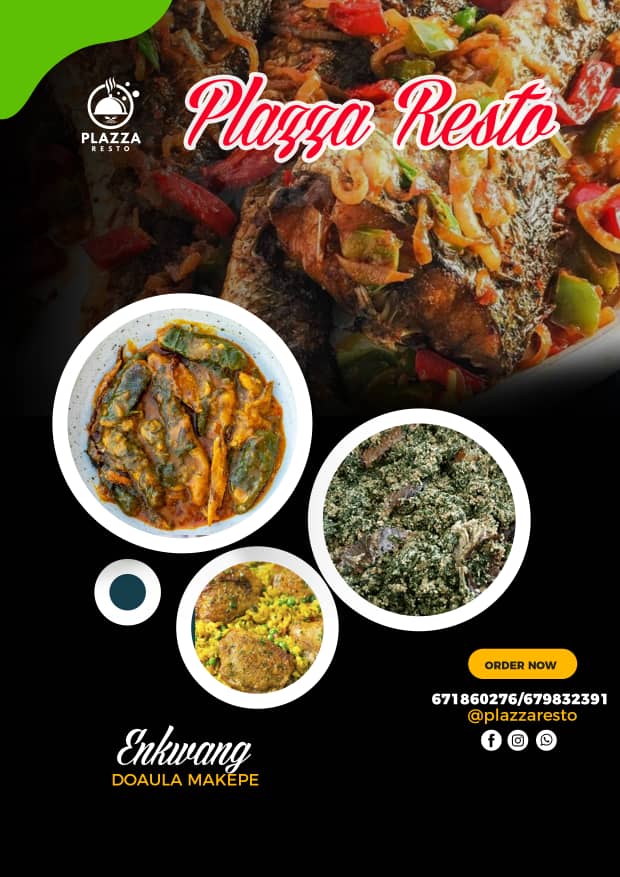 PLAZZA
RESTO
Plazza Resto
ORDER NOW
671860276/679832391
@plazzaresto
Enkwang
DOAULA MAKEPE